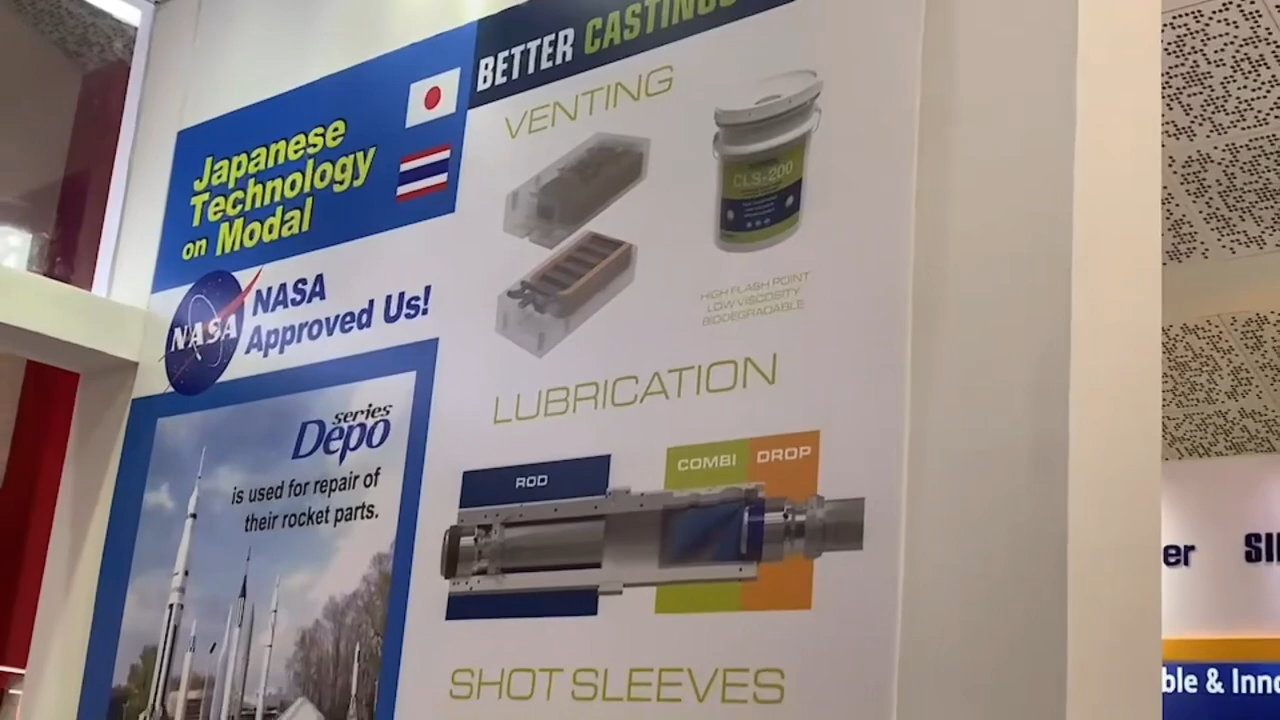 Japanese
Technology
on Modal
NASA
NASA
Approved Us!
series
Depo
is used for repair of
their rocket parts.
BETTER CASTINGS
VENTING
CLS-200
HIGH FLASH POINT
LOW VISCOSITY
BIODEGRADABLE
LUBRICATION
ROD
COMBI
DROP
SHOT SLEEVES
er
ble & Inno